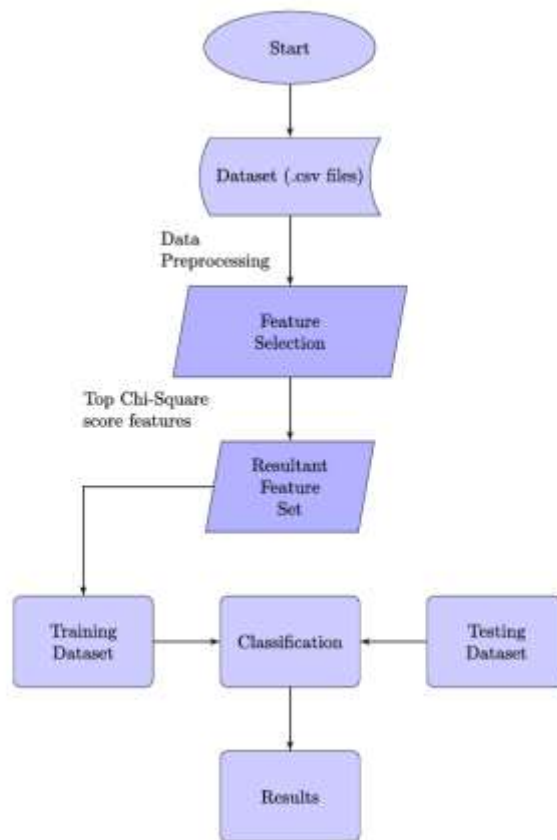 Start
Dataset (.csv files)
Data
Preprocessing
Feature
Selection
Top Chi-Square
score features
Resultant
Feature
Set
Training
Dataset
Classification
Testing
Dataset
Results